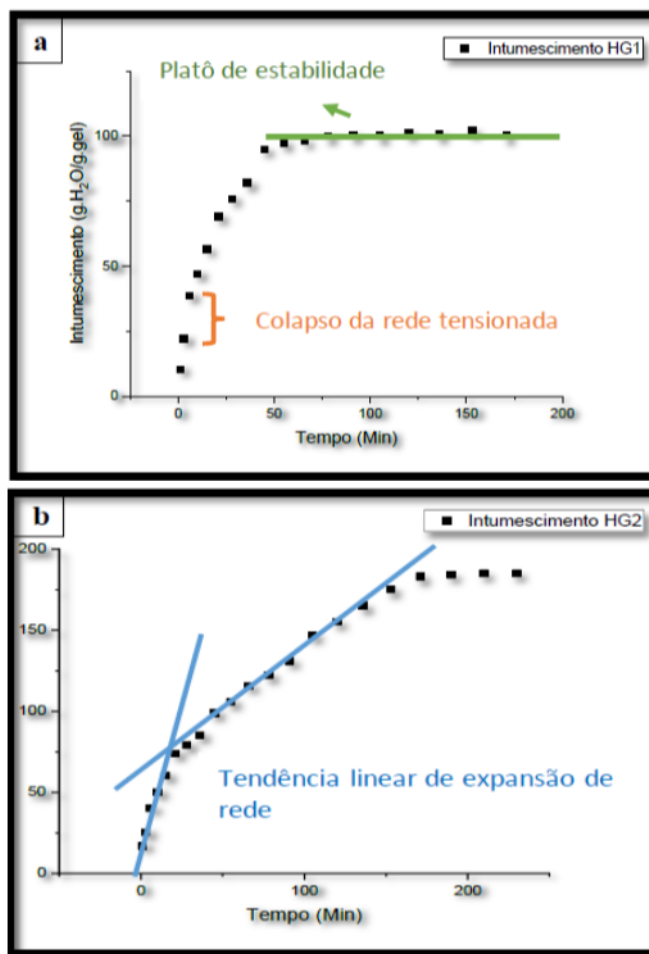 a
■ Intumescimento HG1
Platô de estabilidade
Colapso da rede tensionada
Intumescimento (g.H₂O/g.gel)
100
50
0
0 50 100 150 200
Tempo (Min)
b
■ Intumescimento HG2
200
150
100
50
0
Tendência linear de expansão de
rede
0 100 200
Tempo (Min)